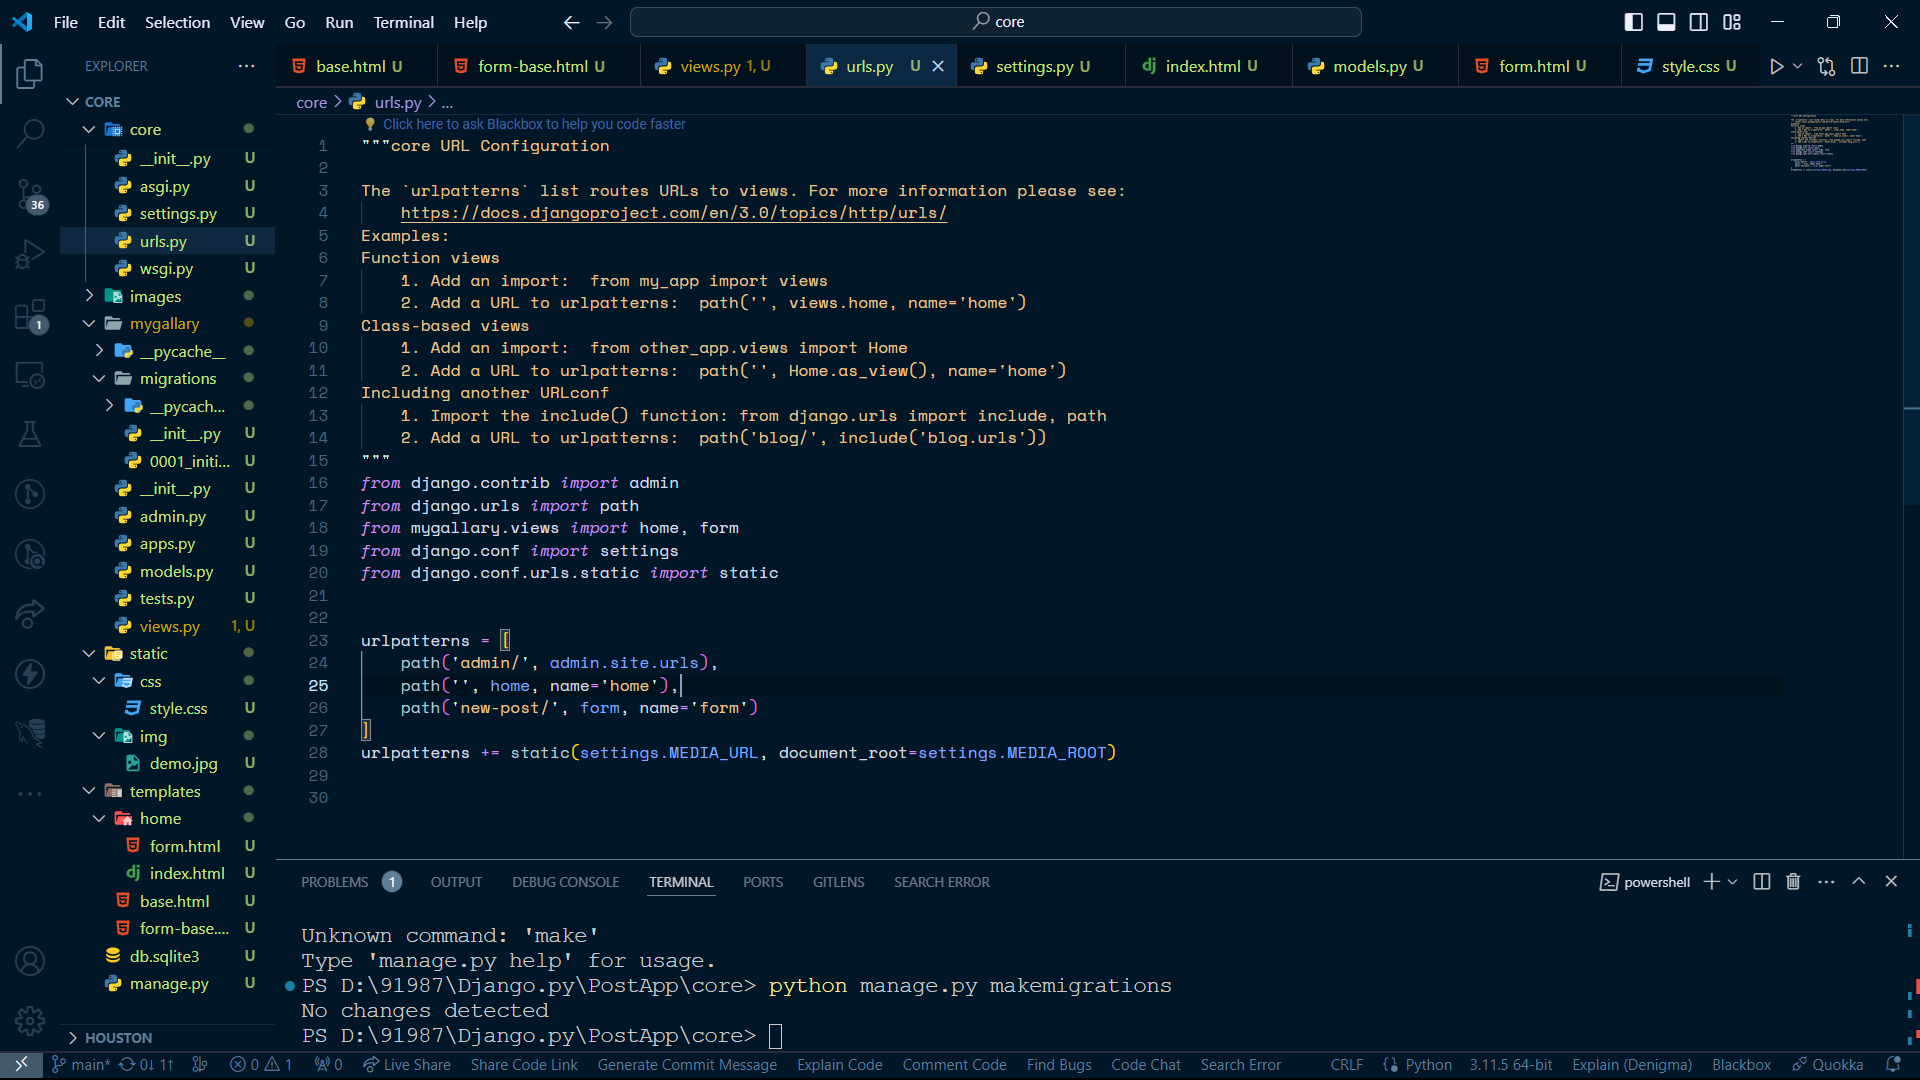 File Edit Selection View Go Run Terminal Help
core
EXPLORER
base.html U
form-base.html U
views.py 1, U
urls.py U
settings.py U
index.html U
models.py U
form.html U
style.css U
core > urls.py > ...
CORE
core
__init__.py U
asgi.py U
settings.py U
urls.py U
wsgi.py U
images
mygallary
__pycache__
migrations
__pycach...
__init__.py U
0001_initi... U
__init__.py U
admin.py U
apps.py U
models.py U
tests.py U
views.py 1, U
static
css
style.css U
img
demo.jpg U
templates
home
form.html U
index.html U
base.html U
form-base.... U
db.sqlite3 U
manage.py U
HOUSTON
36
1
Click here to ask Blackbox to help you code faster
1 """core URL Configuration
2
3 The `urlpatterns` list routes URLs to views. For more information please see:
4     https://docs.djangoproject.com/en/3.0/topics/http/urls/
5 Examples:
6 Function views
7     1. Add an import:  from my_app import views
8     2. Add a URL to urlpatterns:  path('', views.home, name='home')
9 Class-based views
10     1. Add an import:  from other_app.views import Home
11     2. Add a URL to urlpatterns:  path('', Home.as_view(), name='home')
12 Including another URLconf
13     1. Import the include() function: from django.urls import include, path
14     2. Add a URL to urlpatterns:  path('blog/', include('blog.urls'))
15 """
16 from django.contrib import admin
17 from django.urls import path
18 from mygallary.views import home, form
19 from django.conf import settings
20 from django.conf.urls.static import static
21
22
23 urlpatterns = [
24     path('admin/', admin.site.urls),
25     path('', home, name='home'),
26     path('new-post/', form, name='form')
27 ]
28 urlpatterns += static(settings.MEDIA_URL, document_root=settings.MEDIA_ROOT)
29
30
PROBLEMS 1 OUTPUT DEBUG CONSOLE TERMINAL PORTS GITLENS SEARCH ERROR
powershell
Unknown command: 'make'
Type 'manage.py help' for usage.
PS D:\91987\Django.py\PostApp\core> python manage.py makemigrations
No changes detected
PS D:\91987\Django.py\PostApp\core>
main* 0↓ 1↑ 0 1 0 Live Share Share Code Link Generate Commit Message Explain Code Comment Code Find Bugs Code Chat Search Error CRLF Python 3.11.5 64-bit Explain (Denigma) Blackbox Quokka